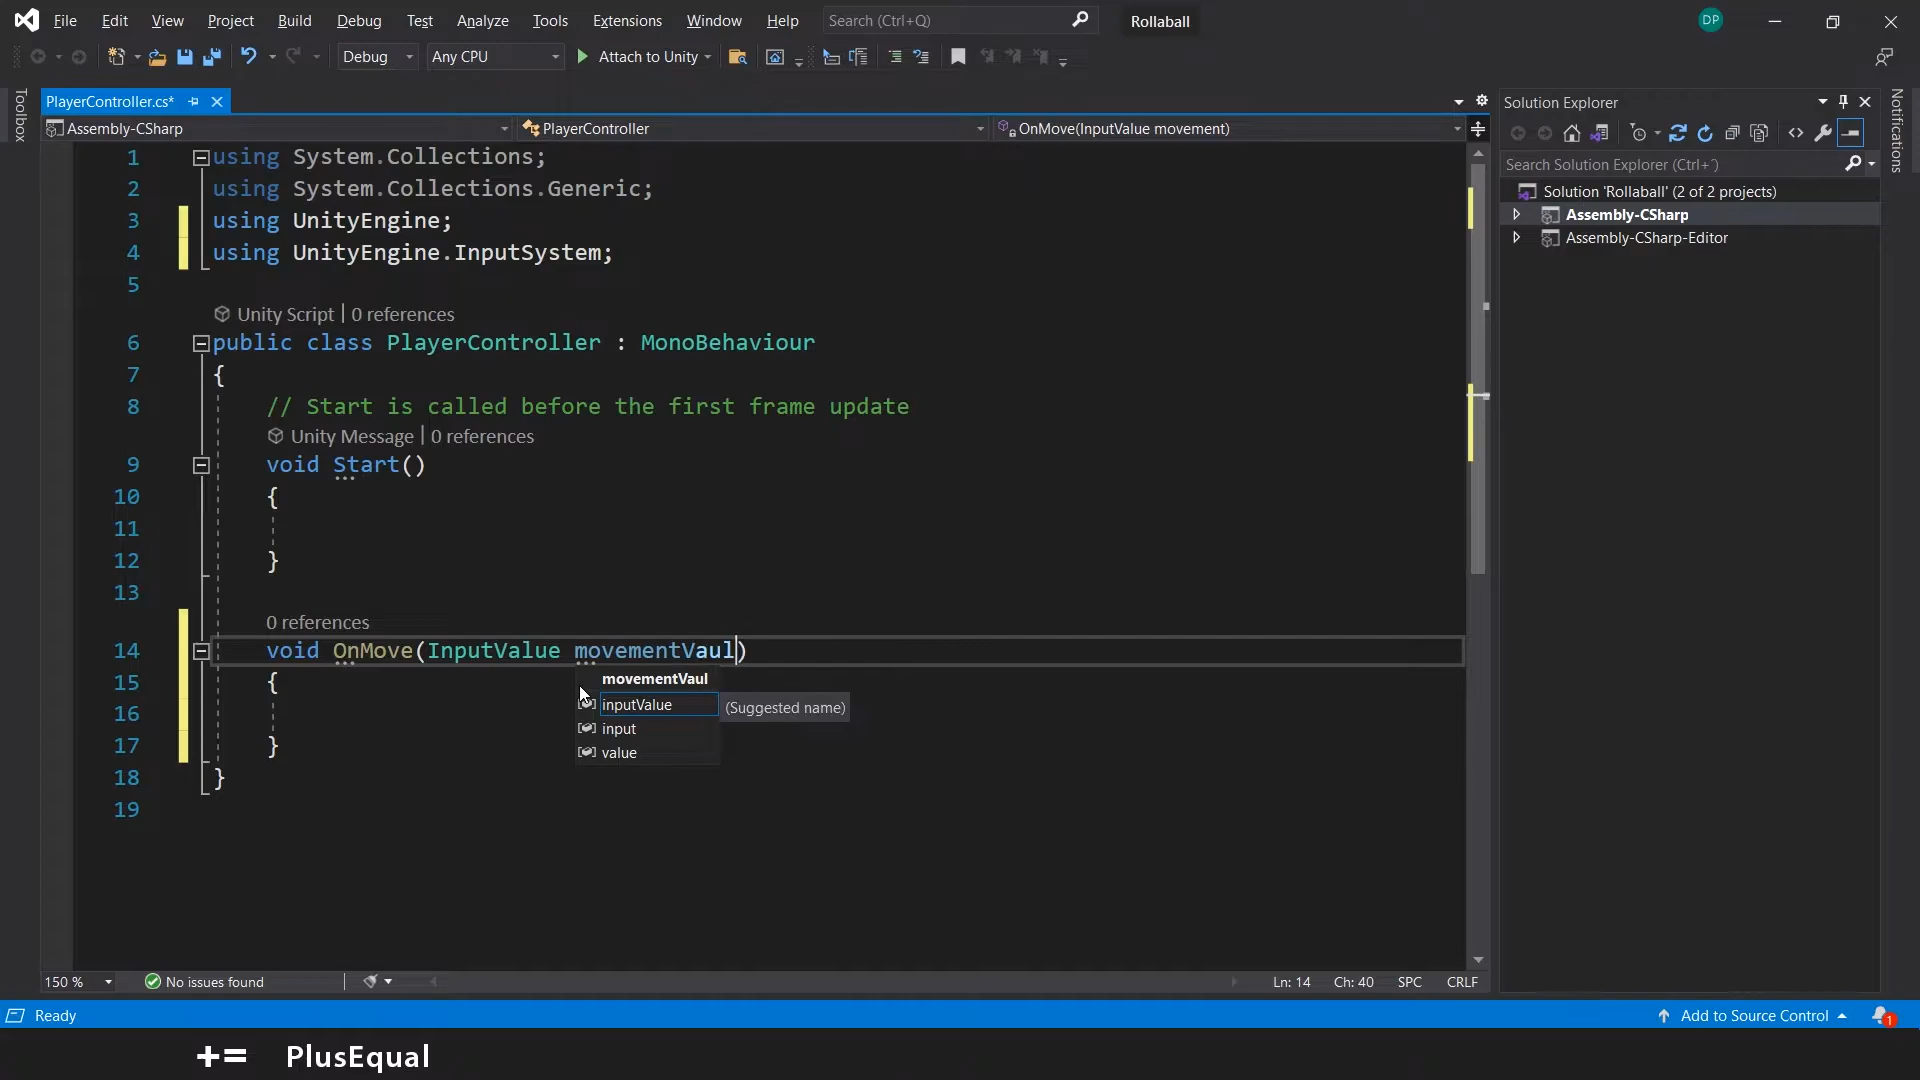 File Edit View Project Build Debug Test Analyze Tools Extensions Window Help Search (Ctrl+Q) Rollaball DP
Debug Any CPU Attach to Unity
Toolbox
PlayerController.cs*
Assembly-CSharp PlayerController OnMove(InputValue movement)
1 using System.Collections;
2 using System.Collections.Generic;
3 using UnityEngine;
4 using UnityEngine.InputSystem;
5
Unity Script | 0 references
6 public class PlayerController : MonoBehaviour
7 {
8 // Start is called before the first frame update
Unity Message | 0 references
9 void Start()
10 {
11
12 }
13
0 references
14 void OnMove(InputValue movementVaul)
15 {
16
17 }
18 }
19
movementVaul
inputValue (Suggested name)
input
value
150 % No issues found Ln: 14 Ch: 40 SPC CRLF
Solution Explorer
Search Solution Explorer (Ctrl+´)
Solution 'Rollaball' (2 of 2 projects)
Assembly-CSharp
Assembly-CSharp-Editor
Notifications
Ready Add to Source Control 1
+= PlusEqual